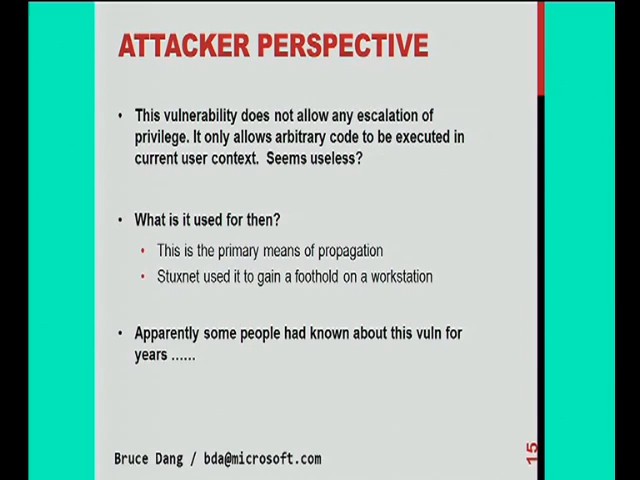 ATTACKER PERSPECTIVE
• This vulnerability does not allow any escalation of
privilege. It only allows arbitrary code to be executed in
current user context. Seems useless?
• What is it used for then?
• This is the primary means of propagation
• Stuxnet used it to gain a foothold on a workstation
• Apparently some people had known about this vuln for
years ......
Bruce Dang / bda@microsoft.com
15